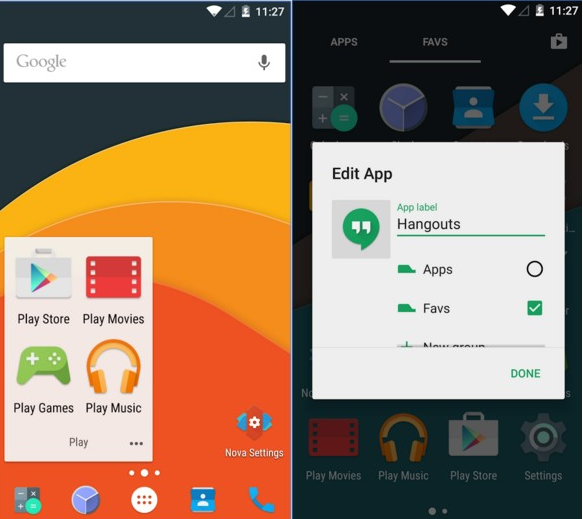 11:27
Google
Play Store
Play Movies
Play Games
Play Music
Play
Nova Settings
11:27
APPS
FAVS
Edit App
App label
Hangouts
Apps
Favs
New group
DONE
Play Movies
Play Music
Play Store
Settings